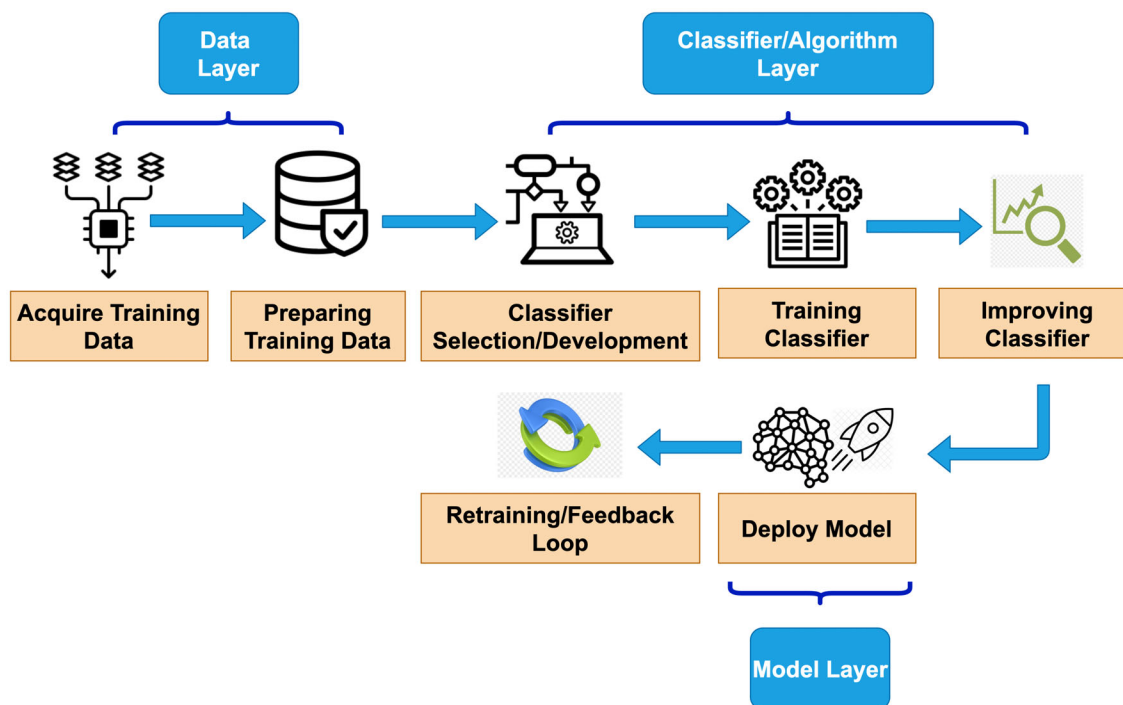 Data
Layer
Classifier/Algorithm
Layer
Acquire Training
Data
Preparing
Training Data
Classifier
Selection/Development
Training
Classifier
Improving
Classifier
Retraining/Feedback
Loop
Deploy Model
Model Layer